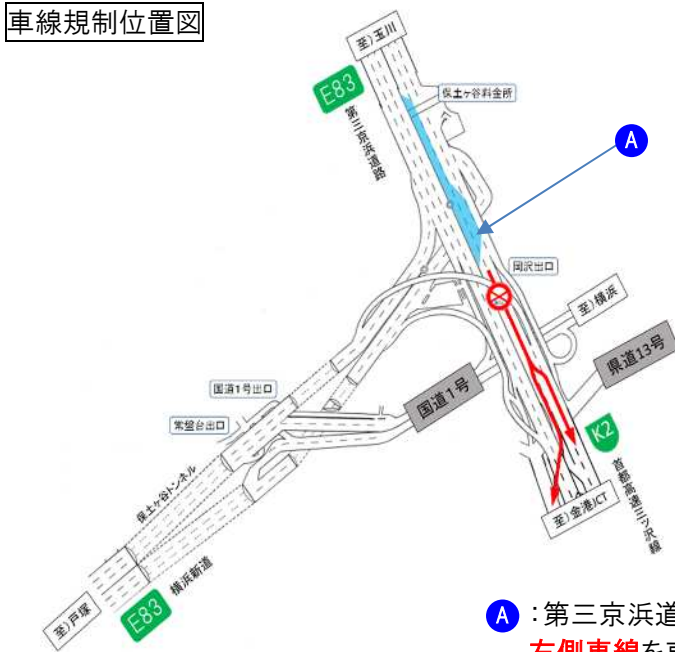 車線規制位置図
至)玉川
E83
第三京浜道路
保土ヶ谷料金所
A
岡沢出口
至)横浜
県道13号
国道1号
国道1号出口
常盤台出口
K2
首都高速三ツ沢線
至)金港JCT
保土ヶ谷トンネル
横浜新道
E83
至)戸塚
A：第三京浜道
側車線を